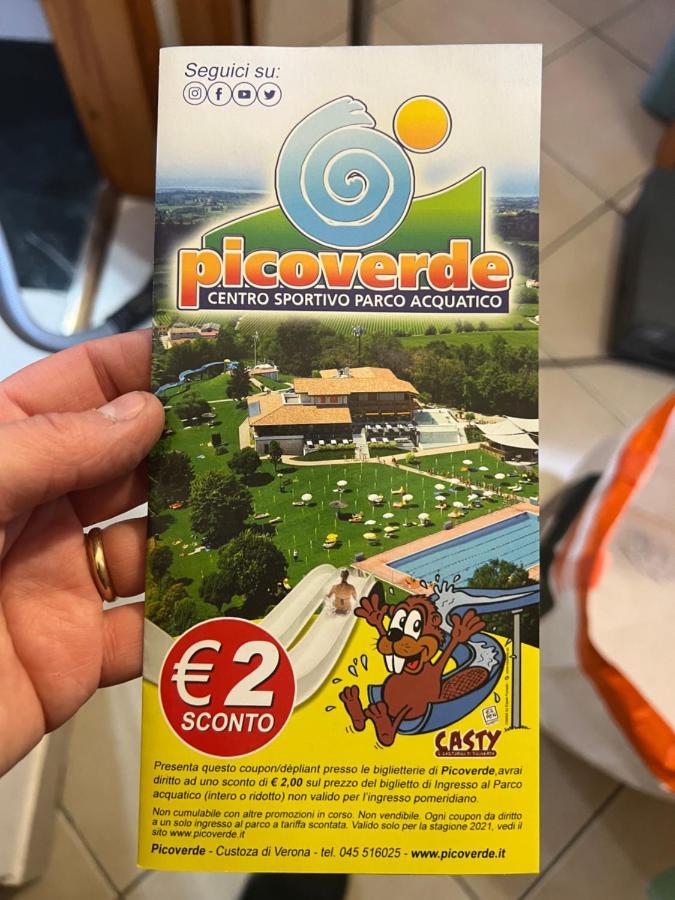 Seguici su:
picoverde
CENTRO SPORTIVO PARCO ACQUATICO
€ 2
SCONTO
CASTY
Presenta questo coupon/dèpliant presso le biglietterie di Picoverde,avrai
diritto ad uno sconto di € 2,00 sul prezzo del biglietto di Ingresso al Parco
acquatico (intero o ridotto) non valido per l'ingresso pomeridiano.
Non cumulabile con altre promozioni in corso. Non vendibile. Ogni coupon da diritto
a un solo ingresso al parco a tariffa scontata. Valido solo per la stagione 2021, vedi il
sito www.picoverde.it
Picoverde - Custoza di Verona - tel. 045 516025 - www.picoverde.it